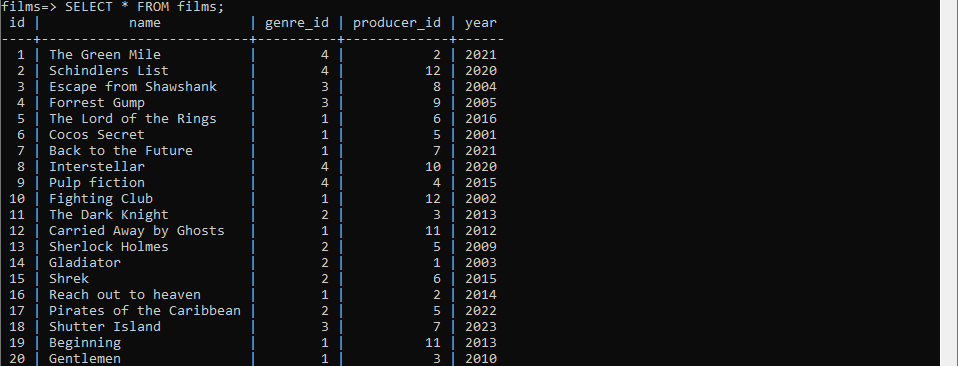 films=> SELECT * FROM films;
 id |           name           | genre_id | producer_id | year
----+--------------------------+----------+-------------+------
  1 | The Green Mile           |        4 |           2 | 2021
  2 | Schindlers List          |        4 |          12 | 2020
  3 | Escape from Shawshank    |        3 |           8 | 2004
  4 | Forrest Gump             |        3 |           9 | 2005
  5 | The Lord of the Rings    |        1 |           6 | 2016
  6 | Cocos Secret             |        1 |           5 | 2001
  7 | Back to the Future       |        1 |           7 | 2021
  8 | Interstellar             |        4 |          10 | 2020
  9 | Pulp fiction             |        4 |           4 | 2015
 10 | Fighting Club            |        1 |          12 | 2002
 11 | The Dark Knight          |        2 |           3 | 2013
 12 | Carried Away by Ghosts   |        1 |          11 | 2012
 13 | Sherlock Holmes          |        2 |           5 | 2009
 14 | Gladiator                |        2 |           1 | 2003
 15 | Shrek                    |        2 |           6 | 2015
 16 | Reach out to heaven      |        1 |           2 | 2014
 17 | Pirates of the Caribbean |        2 |           5 | 2022
 18 | Shutter Island           |        3 |           7 | 2023
 19 | Beginning                |        1 |          11 | 2013
 20 | Gentlemen                |        1 |           3 | 2010